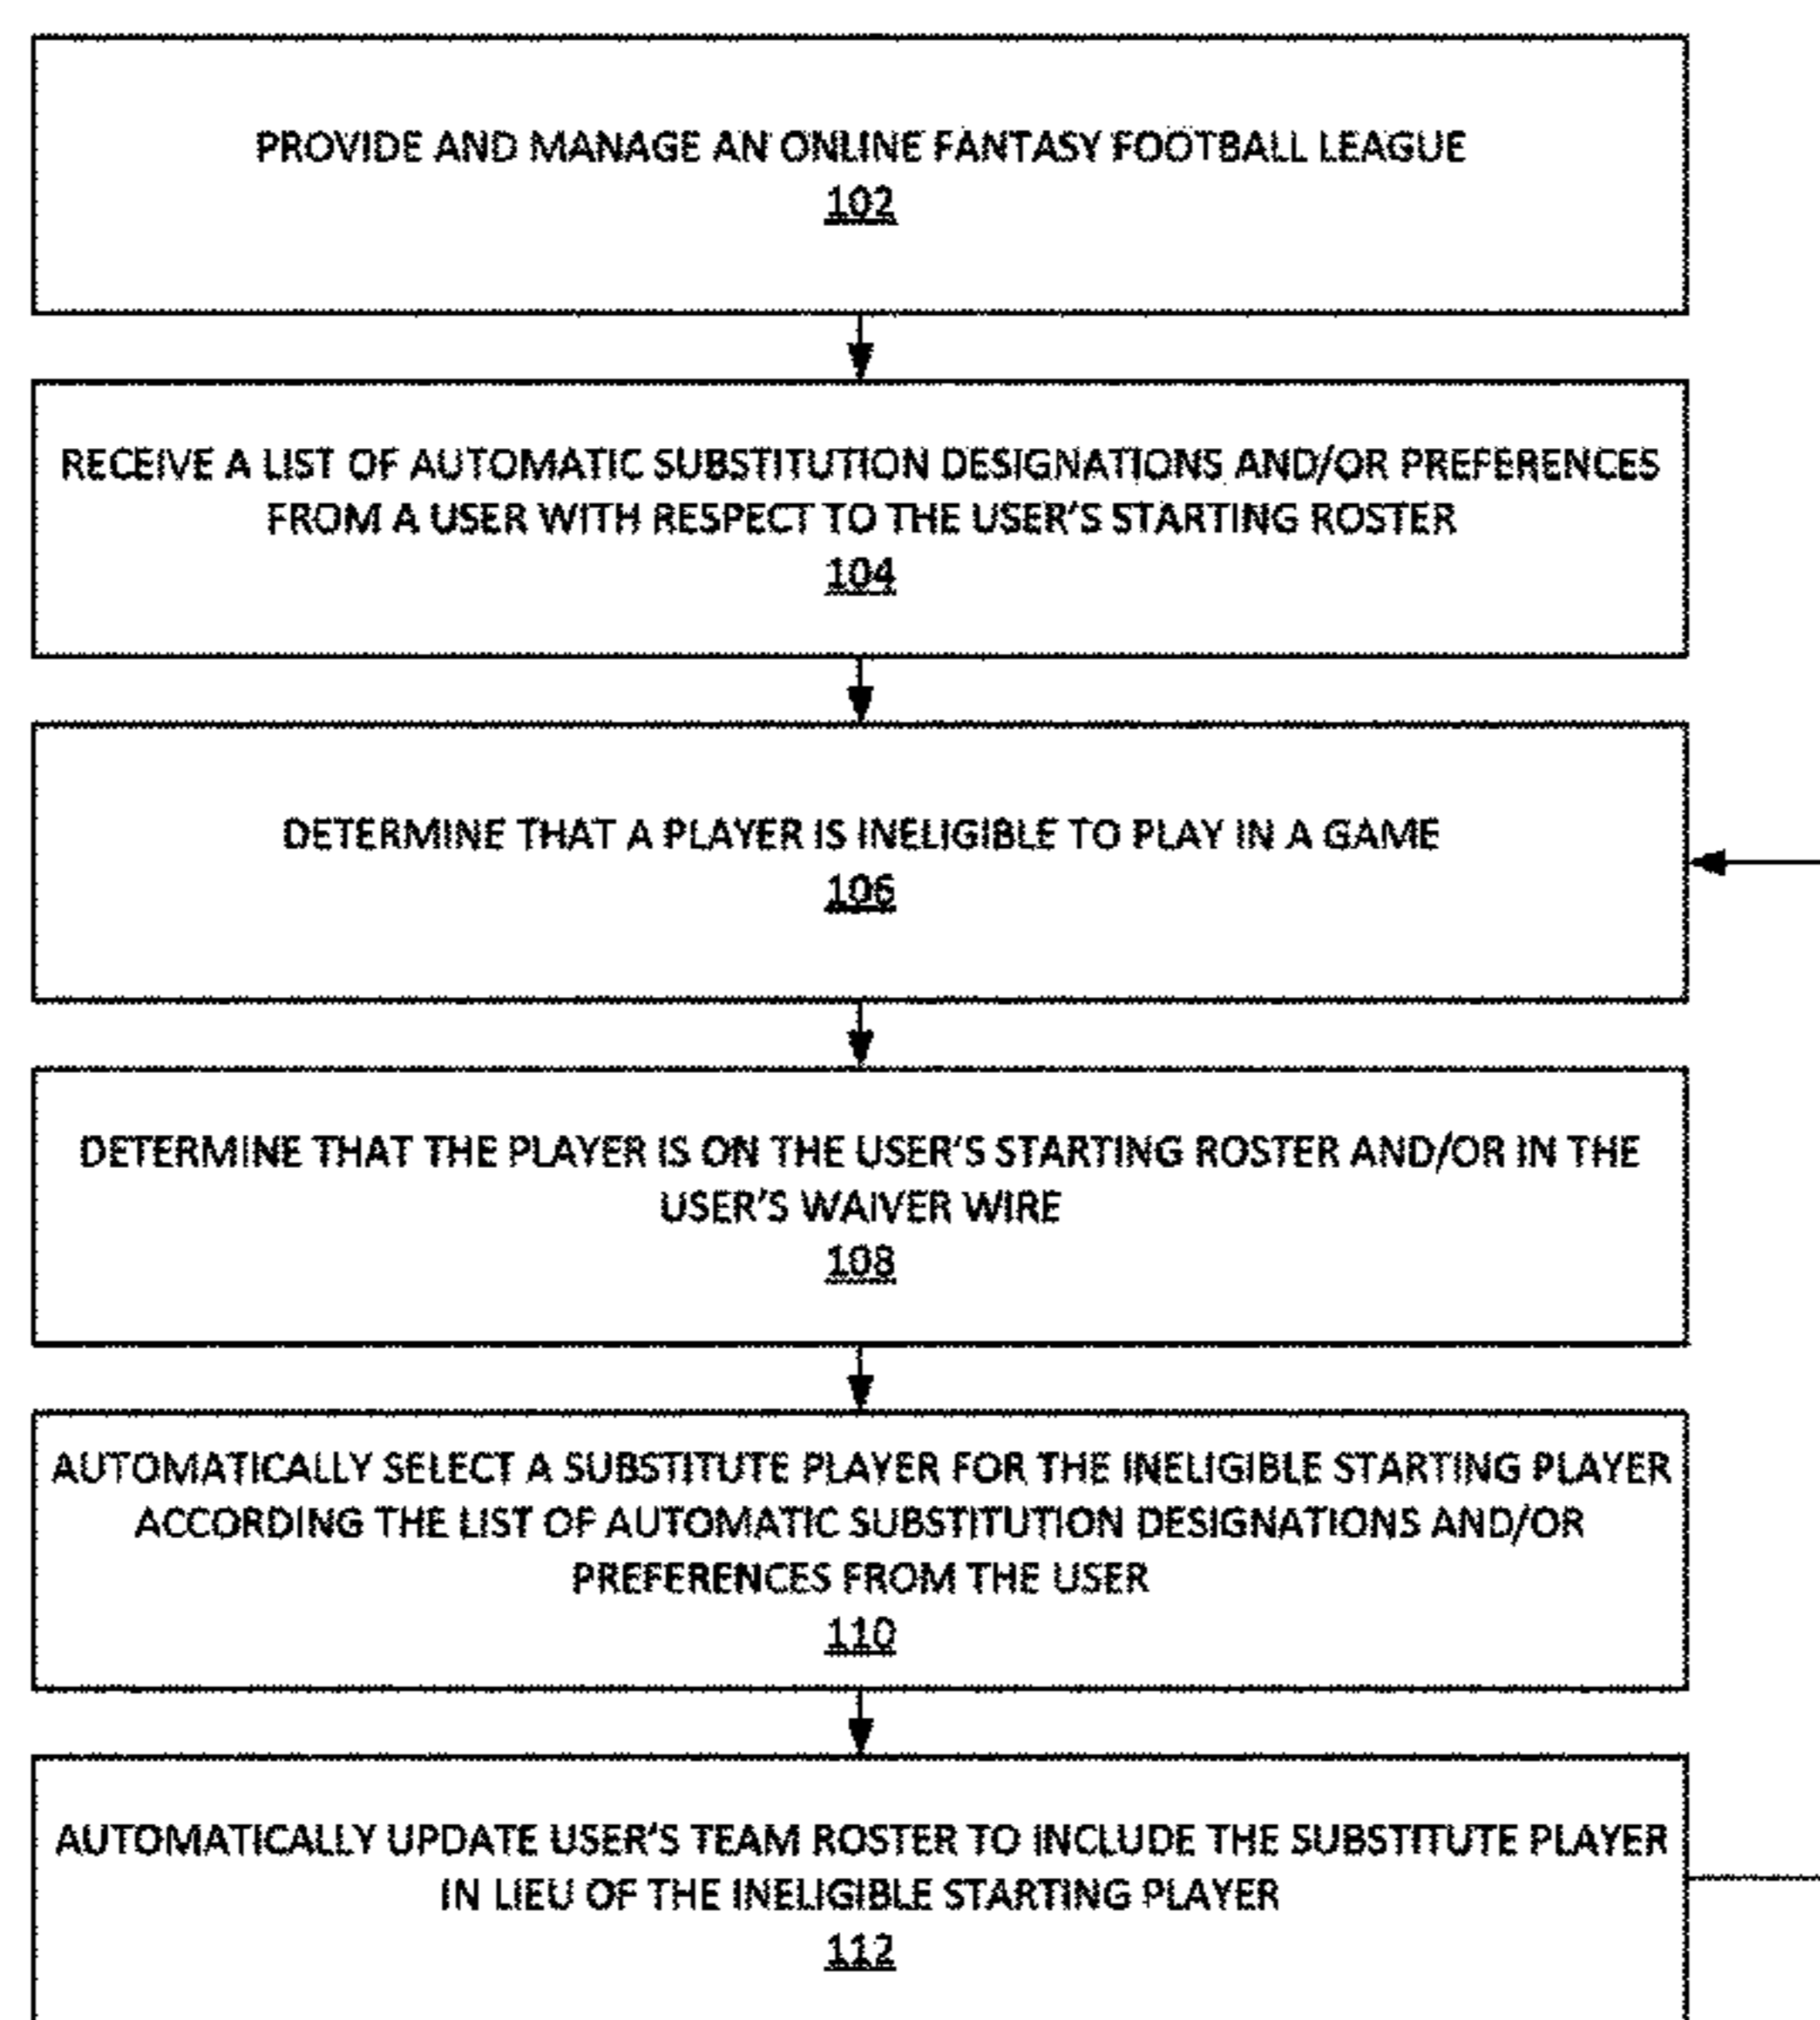 PROVIDE AND MANAGE AN ONLINE FANTASY FOOTBALL LEAGUE
102
RECEIVE A LIST OF AUTOMATIC SUBSTITUTION DESIGNATIONS AND/OR PREFERENCES
FROM A USER WITH RESPECT TO THE USER'S STARTING ROSTER
104
DETERMINE THAT A PLAYER IS INELIGIBLE TO PLAY IN A GAME
106
DETERMINE THAT THE PLAYER IS ON THE USER'S STARTING ROSTER AND/OR IN THE
USER'S WAIVER WIRE
108
AUTOMATICALLY SELECT A SUBSTITUTE PLAYER FOR THE INELIGIBLE STARTING PLAYER
ACCORDING THE LIST OF AUTOMATIC SUBSTITUTION DESIGNATIONS AND/OR
PREFERENCES FROM THE USER
110
AUTOMATICALLY UPDATE USER'S TEAM ROSTER TO INCLUDE THE SUBSTITUTE PLAYER
IN LIEU OF THE INELIGIBLE STARTING PLAYER
112